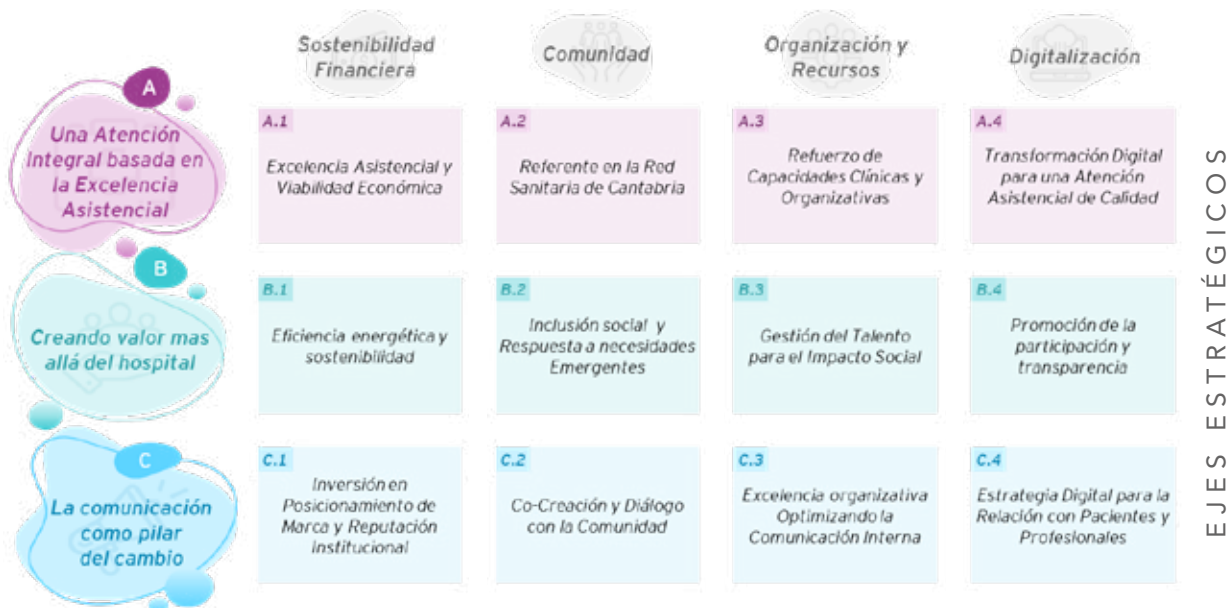 Sostenibilidad
Financiera
Comunidad
Organización y
Recursos
Digitalización
A
Una Atención
Integral basada en
la Excelencia
Asistencial
A.1
Excelencia Asistencial y
Viabilidad Económica
A.2
Referente en la Red
Sanitaria de Cantabria
A.3
Refuerzo de
Capacidades Clínicas y
Organizativas
A.4
Transformación Digital
para una Atención
Asistencial de Calidad
B
Creando valor mas
allá del hospital
B.1
Eficiencia energética y
sostenibilidad
B.2
Inclusión social y
Respuesta a necesidades
Emergentes
B.3
Gestión del Talento
para el Impacto Social
B.4
Promoción de la
participación y
transparencia
C
La comunicación
como pilar
del cambio
C.1
Inversión en
Posicionamiento de
Marca y Reputación
Institucional
C.2
Co-Creación y Diálogo
con la Comunidad
C.3
Excelencia organizativa
Optimizando la
Comunicación Interna
C.4
Estrategia Digital para la
Relación con Pacientes y
Profesionales
EJES ESTRATÉGICOS